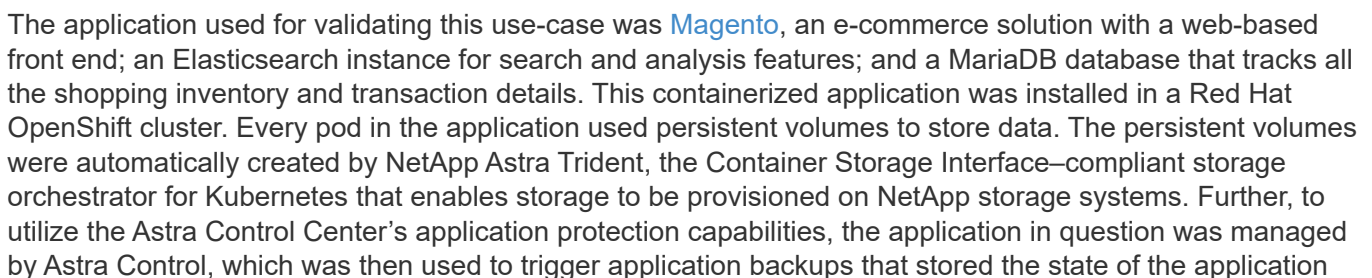 The application used for validating this use-case was Magento, an e-commerce solution with a web-based
front end; an Elasticsearch instance for search and analysis features; and a MariaDB database that tracks all
the shopping inventory and transaction details. This containerized application was installed in a Red Hat
OpenShift cluster. Every pod in the application used persistent volumes to store data. The persistent volumes
were automatically created by NetApp Astra Trident, the Container Storage Interface–compliant storage
orchestrator for Kubernetes that enables storage to be provisioned on NetApp storage systems. Further, to
utilize the Astra Control Center’s application protection capabilities, the application in question was managed
by Astra Control, which was then used to trigger application backups that stored the state of the application